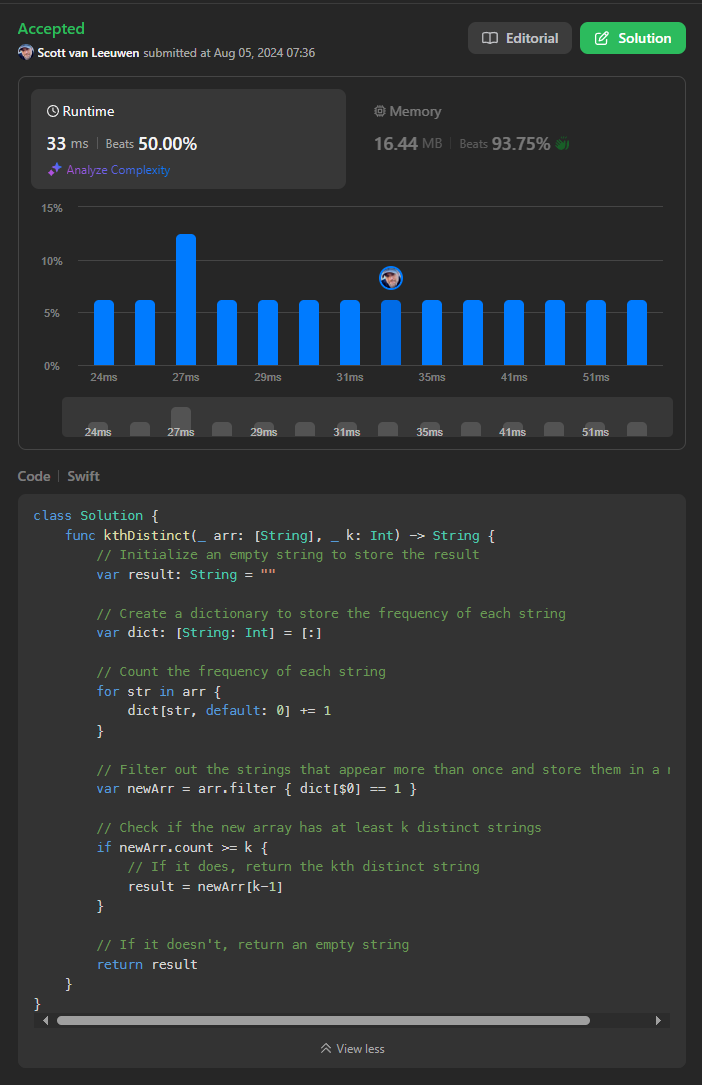 Accepted
Scott van Leeuwen submitted at Aug 05, 2024 07:36
Editorial
Solution
Runtime
33 ms | Beats 50.00%
Analyze Complexity
Memory
16.44 MB | Beats 93.75%
15%
10%
5%
0%
24ms 27ms 29ms 31ms 35ms 41ms 51ms
24ms 27ms 29ms 31ms 35ms 41ms 51ms
Code | Swift
class Solution {
    func kthDistinct(_ arr: [String], _ k: Int) -> String {
        // Initialize an empty string to store the result
        var result: String = ""
        // Create a dictionary to store the frequency of each string
        var dict: [String: Int] = [:]
        // Count the frequency of each string
        for str in arr {
            dict[str, default: 0] += 1
        }
        // Filter out the strings that appear more than once and store them in a
        var newArr = arr.filter { dict[$0] == 1 }
        // Check if the new array has at least k distinct strings
        if newArr.count >= k {
            // If it does, return the kth distinct string
            result = newArr[k-1]
        }
        // If it doesn't, return an empty string
        return result
    }
}
View less